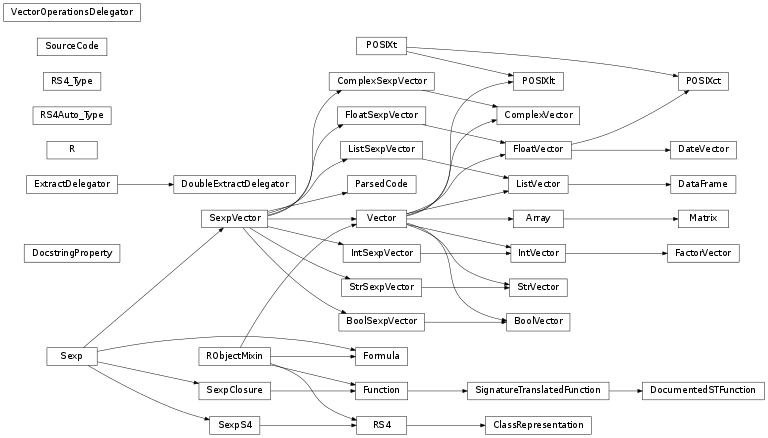 VectorOperationsDelegator
SourceCode
POSIXt
RS4_Type
ComplexSexpVector
POSIXlt
POSIXct
RS4Auto_Type
FloatSexpVector
ComplexVector
R
ListSexpVector
FloatVector
DateVector
ExtractDelegator
DoubleExtractDelegator
ParsedCode
ListVector
DataFrame
SexpVector
Vector
Array
Matrix
DocstringProperty
IntSexpVector
IntVector
FactorVector
StrSexpVector
StrVector
BoolSexpVector
BoolVector
Sexp
RObjectMixin
Formula
SexpClosure
Function
SignatureTranslatedFunction
DocumentedSTFunction
SexpS4
RS4
ClassRepresentation